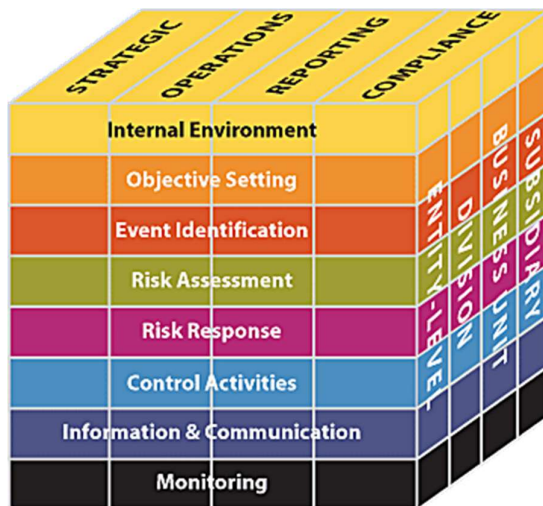 STRATEGIC
OPERATIONS
REPORTING
COMPLIANCE
Internal Environment
Objective Setting
Event Identification
Risk Assessment
Risk Response
Control Activities
Information & Communication
Monitoring
ENTITY-LEVEL
DIVISION
BUSINESS UNIT
SUBSIDIARY